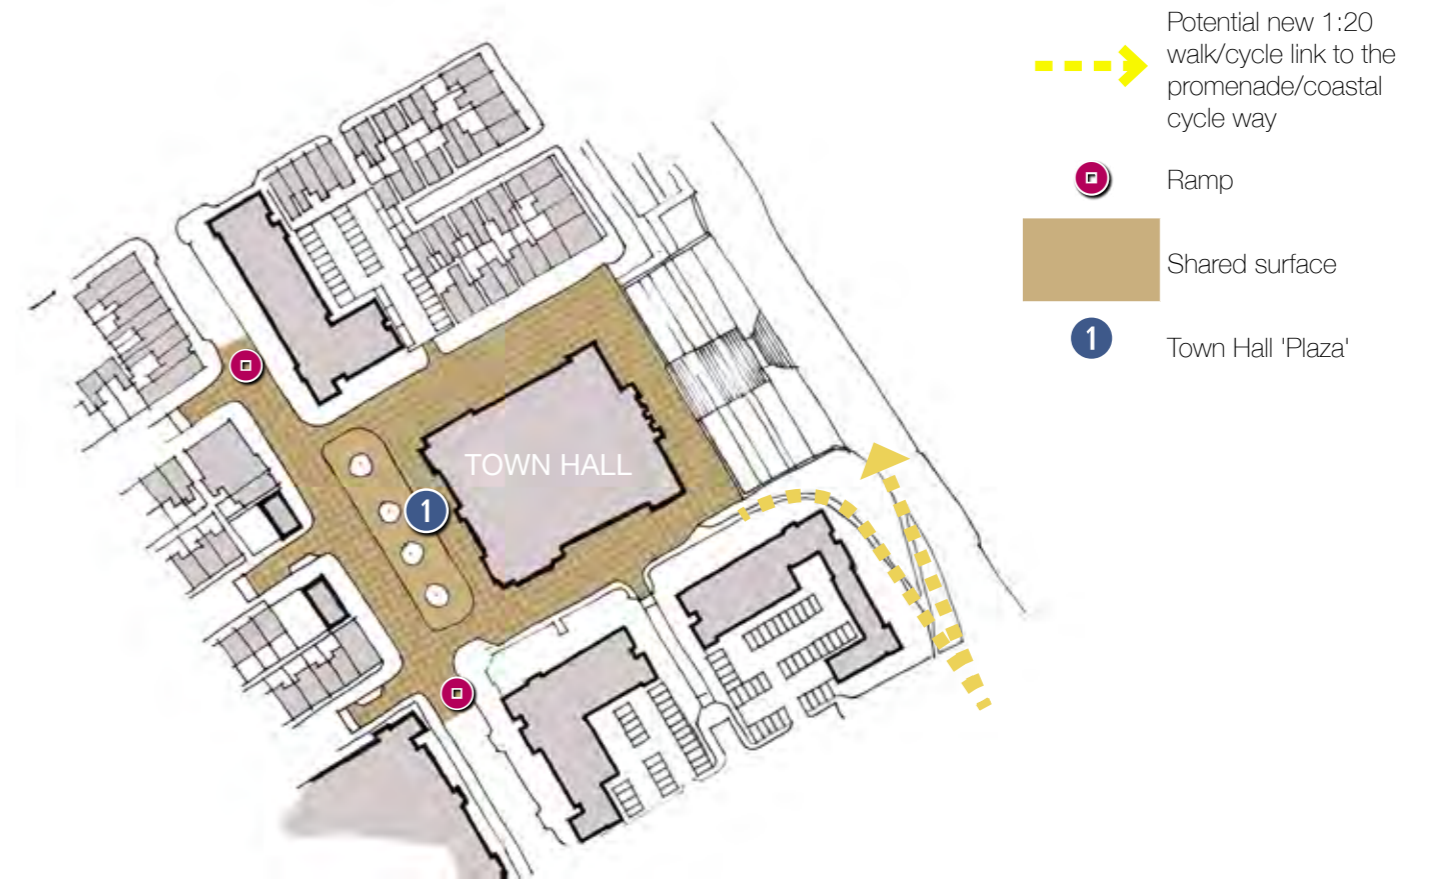 Potential new 1:20
walk/cycle link to the
promenade/coastal
cycle way
Ramp
Shared surface
1
Town Hall 'Plaza'
TOWN HALL
1